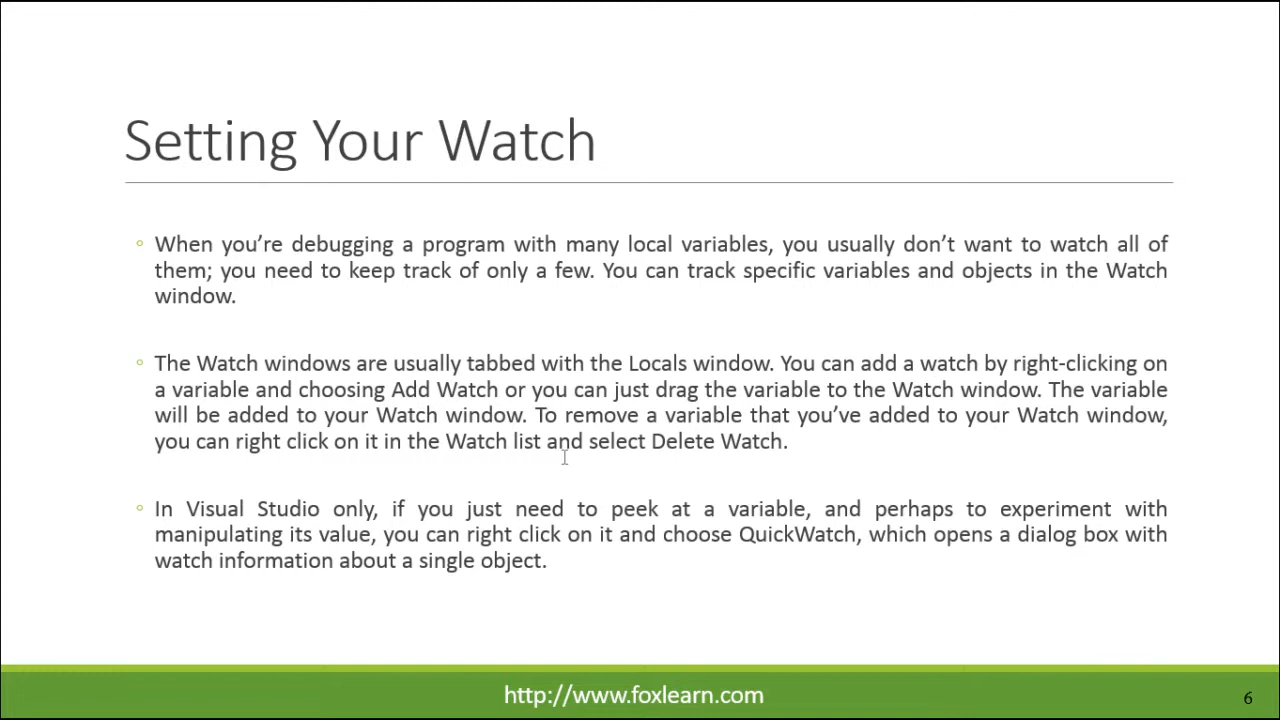 Setting Your Watch
◦ When you’re debugging a program with many local variables, you usually don’t want to watch all of
them; you need to keep track of only a few. You can track specific variables and objects in the Watch
window.
◦ The Watch windows are usually tabbed with the Locals window. You can add a watch by right-clicking on
a variable and choosing Add Watch or you can just drag the variable to the Watch window. The variable
will be added to your Watch window. To remove a variable that you’ve added to your Watch window,
you can right click on it in the Watch list and select Delete Watch.
◦ In Visual Studio only, if you just need to peek at a variable, and perhaps to experiment with
manipulating its value, you can right click on it and choose QuickWatch, which opens a dialog box with
watch information about a single object.
http://www.foxlearn.com
6